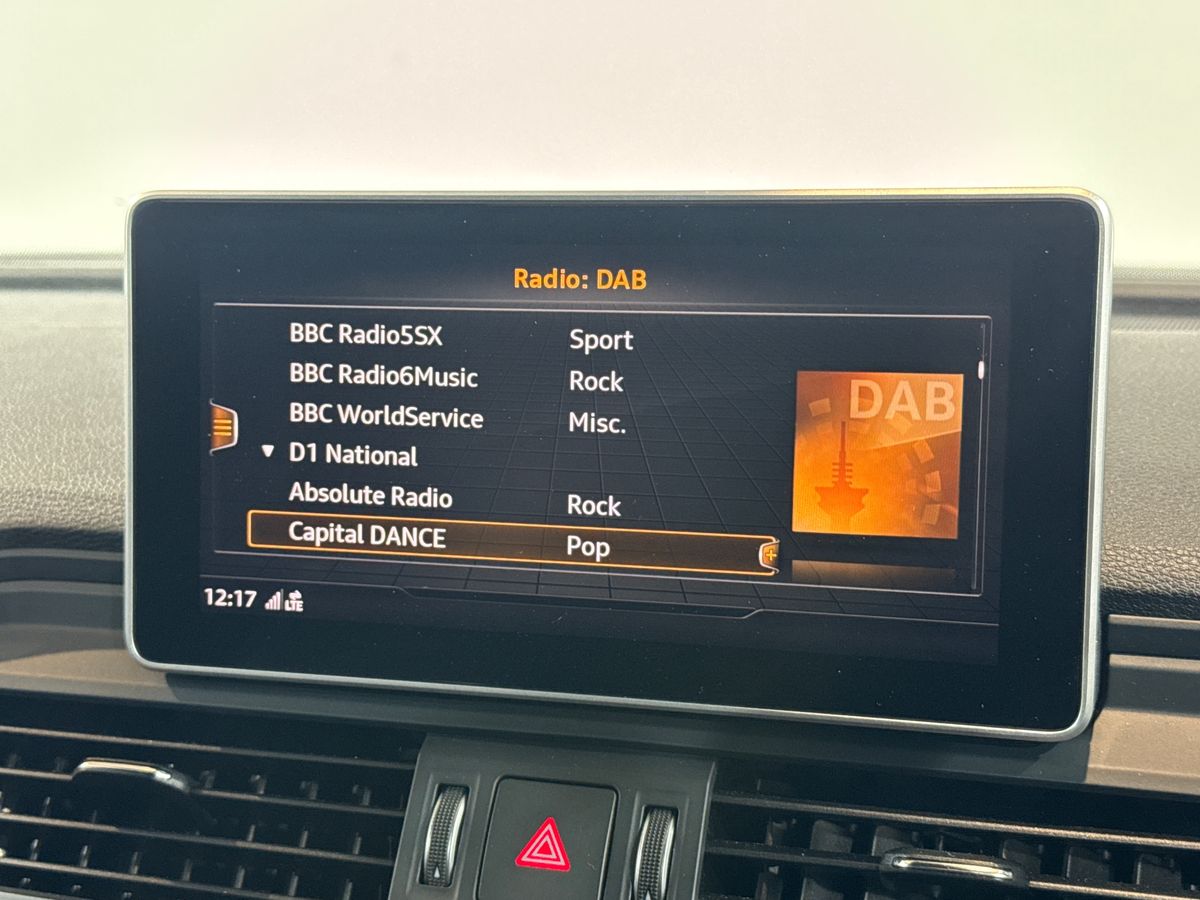 Radio: DAB
BBC Radio5SX Sport
BBC Radio6Music Rock
BBC WorldService Misc.
D1 National
Absolute Radio Rock
Capital DANCE Pop
DAB
12:17 LTE